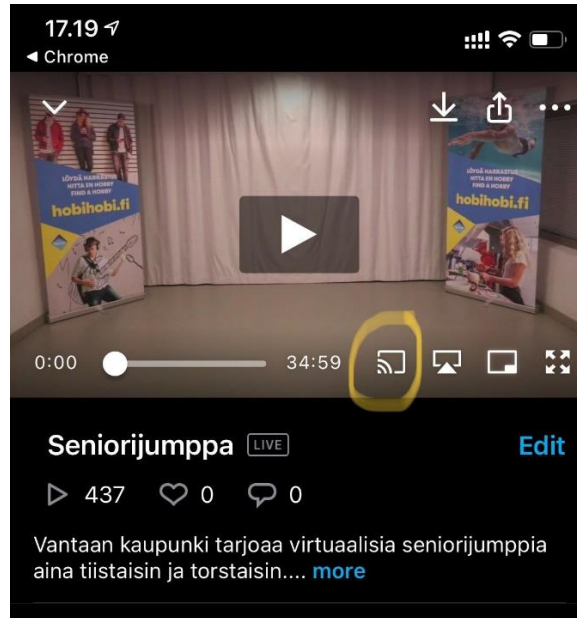 17.19
◀ Chrome
LÖYDÄ HARRASTUS
HITTA EN HOBBY
FIND A HOBBY
hobihobi.fi
LÖYDÄ HARRASTUS
HITTA EN HOBBY
FIND A HOBBY
hobihobi.fi
0:00
34:59
Seniorijumppa LIVE Edit
437 0 0
Vantaan kaupunki tarjoaa virtuaalisia seniorijumppia
aina tiistaisin ja torstaisin.... more